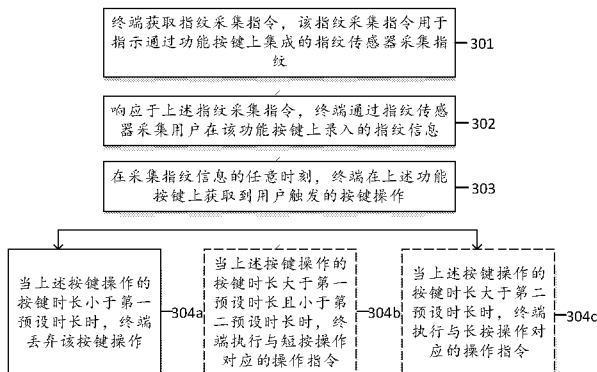 终端获取指纹采集指令，该指纹采集指令用于
指示通过功能按键上集成的指纹传感器采集指
纹
301
响应于上述指纹采集指令，终端通过指纹传感
器采集用户在该功能按键上录入的指纹信息
302
在采集指纹信息的任意时刻，终端在上述功能
按键上获取到用户触发的按键操作
303
当上述按键操作的
按键时长小于第一
预设时长时，终端
丢弃该按键操作
304a
当上述按键操作的
按键时长大于第一
预设时长且小于第
二预设时长时，终
端执行与短按操作
对应的操作指令
304b
当上述按键操作的
按键时长大于第二
预设时长时，终端
执行与长按操作对
应的操作指令
304c